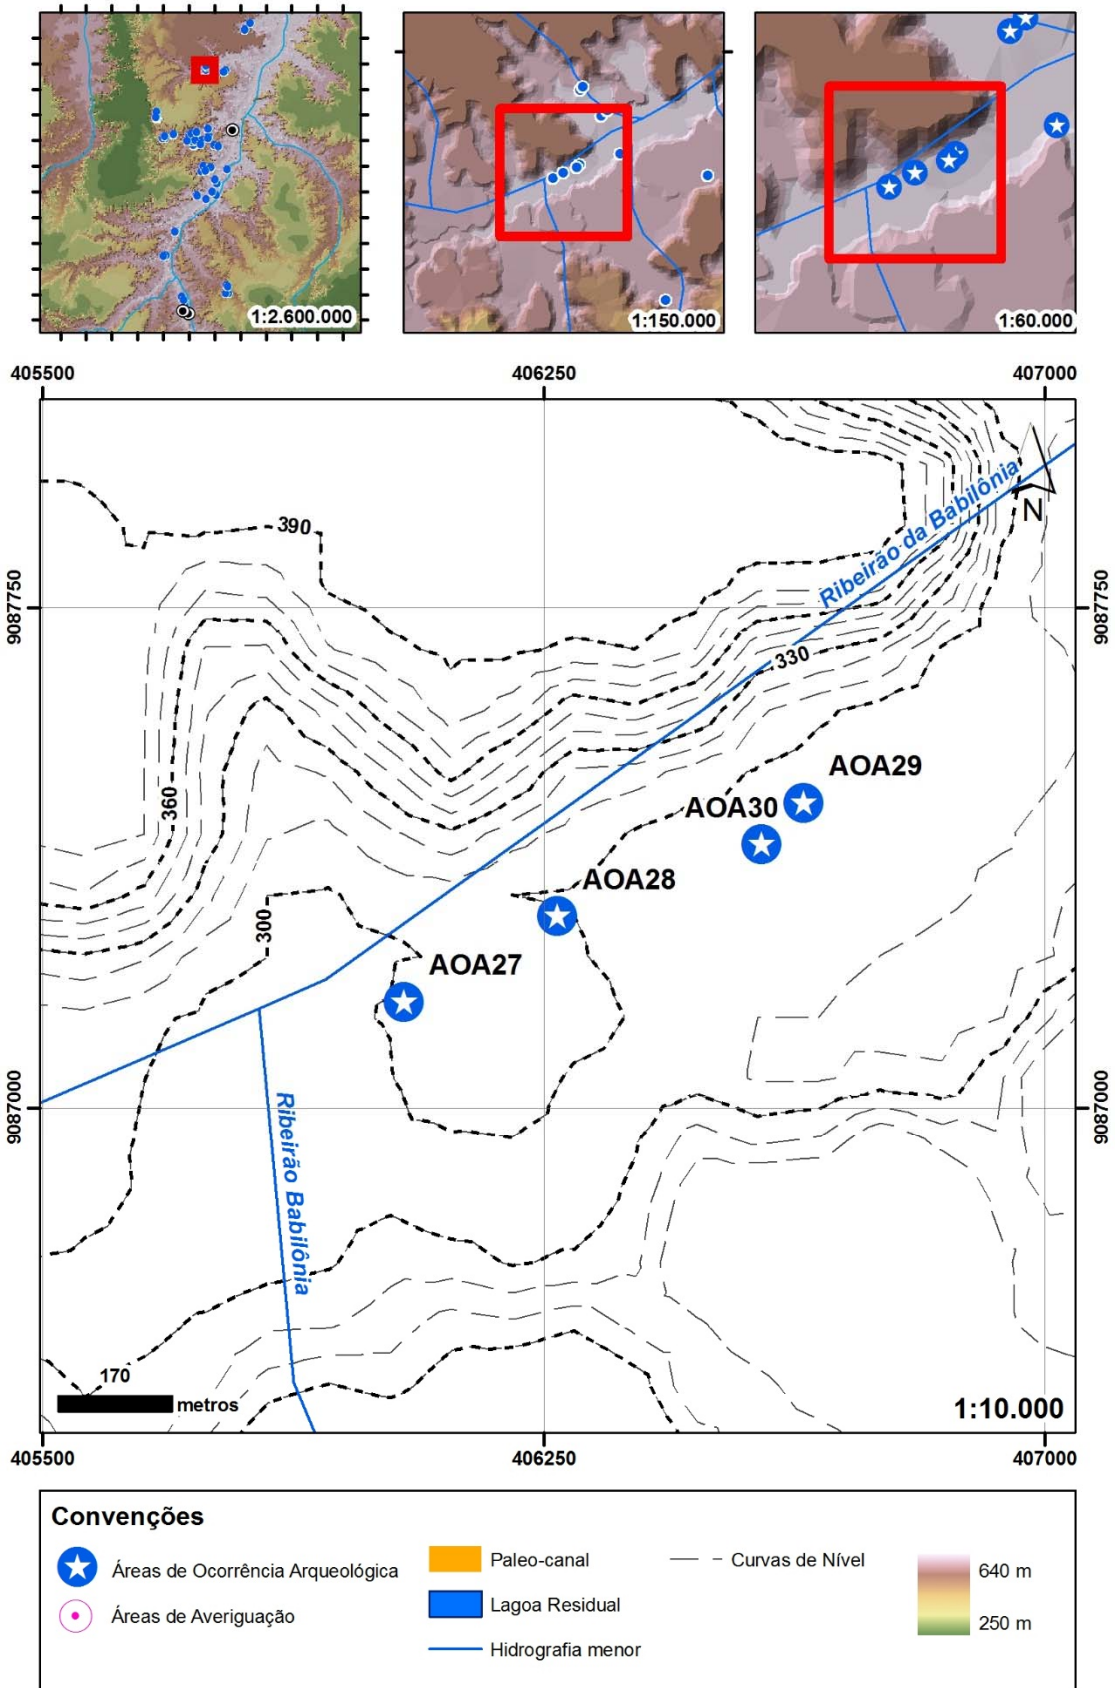 1:2.600.000
1:150.000
1:60.000
405500
406250
407000
390
Ribeirão da Babilônia
N
9087750
9087750
330
360
AOA29
AOA30
AOA28
300
AOA27
9087000
9087000
Ribeirão Babilônia
170
metros
1:10.000
405500
406250
407000
Convenções
Áreas de Ocorrência Arqueológica
Áreas de Averiguação
Paleo-canal
Lagoa Residual
Hidrografia menor
Curvas de Nível
640 m
250 m